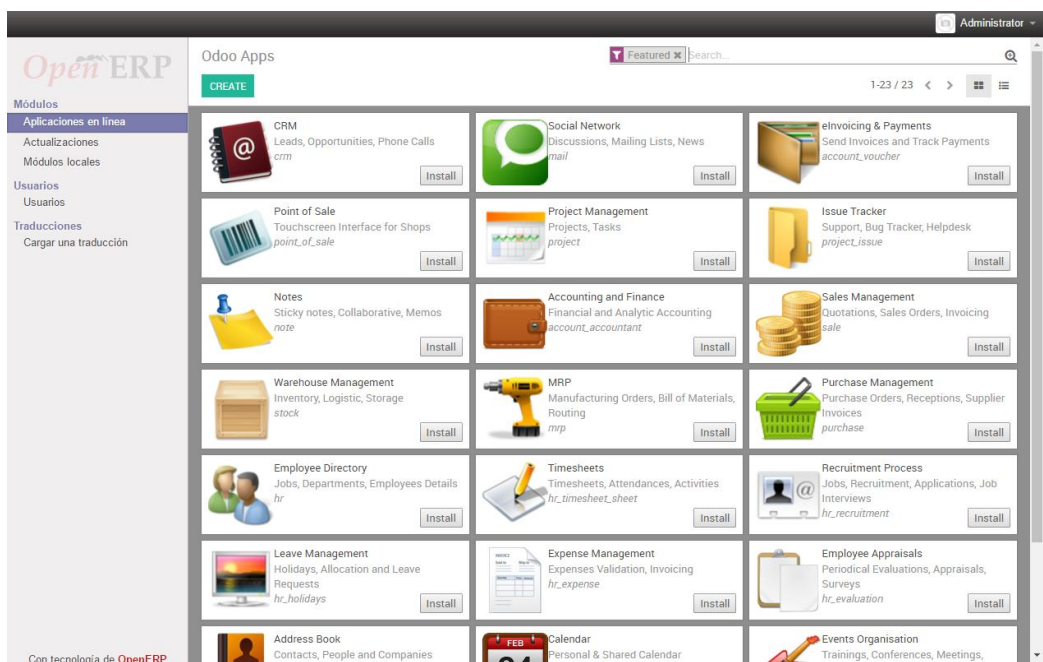 Administrator
Open ERP
Módulos
Aplicaciones en línea
Actualizaciones
Módulos locales
Usuarios
Usuarios
Traducciones
Cargar una traducción
Con tecnología de OpenERP
Odoo Apps
Featured
Search...
CREATE
1-23 / 23
CRM
Leads, Opportunities, Phone Calls
crm
Install
Social Network
Discussions, Mailing Lists, News
mail
Install
eInvoicing & Payments
Send Invoices and Track Payments
account_voucher
Install
Point of Sale
Touchscreen Interface for Shops
point_of_sale
Install
Project Management
Projects, Tasks
project
Install
Issue Tracker
Support, Bug Tracker, Helpdesk
project_issue
Install
Notes
Sticky notes, Collaborative, Memos
note
Install
Accounting and Finance
Financial and Analytic Accounting
account_accountant
Install
Sales Management
Quotations, Sales Orders, Invoicing
sale
Install
Warehouse Management
Inventory, Logistic, Storage
stock
Install
MRP
Manufacturing Orders, Bill of Materials,
Routing
mrp
Install
Purchase Management
Purchase Orders, Receptions, Supplier
Invoices
purchase
Install
Employee Directory
Jobs, Departments, Employees Details
hr
Install
Timesheets
Timesheets, Attendances, Activities
hr_timesheet_sheet
Install
Recruitment Process
Jobs, Recruitment, Applications, Job
Interviews
hr_recruitment
Install
Leave Management
Holidays, Allocation and Leave
Requests
hr_holidays
Install
INVOICE
Expense Management
Expenses Validation, Invoicing
hr_expense
Install
Employee Appraisals
Periodical Evaluations, Appraisals,
Surveys
hr_evaluation
Install
Address Book
Contacts, People and Companies
FEB
Calendar
Personal & Shared Calendar
Events Organisation
Trainings, Conferences, Meetings,